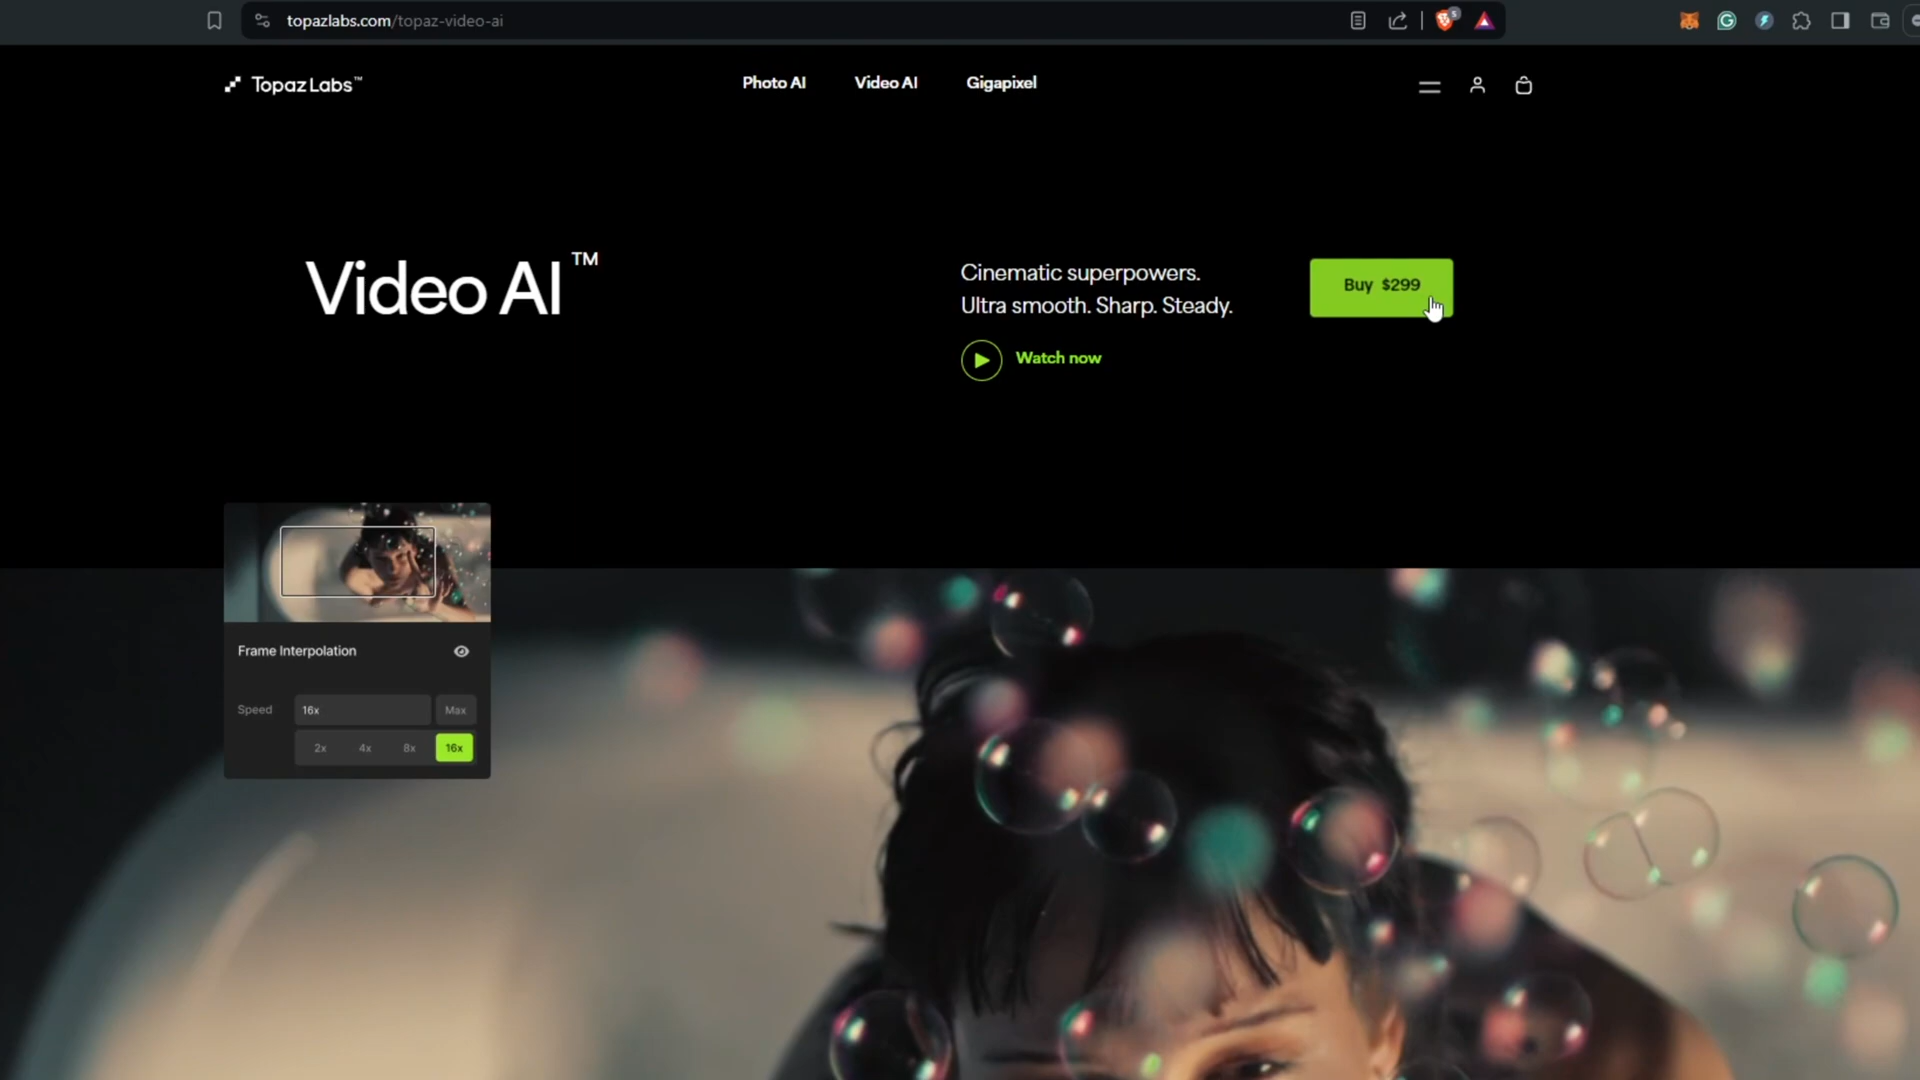 topazlabs.com/topaz-video-ai
5
Topaz Labs™
Photo AI
Video AI
Gigapixel
Video AI™
Cinematic superpowers.
Ultra smooth. Sharp. Steady.
Buy $299
Watch now
Frame Interpolation
Speed
16x
Max
2x
4x
8x
16x